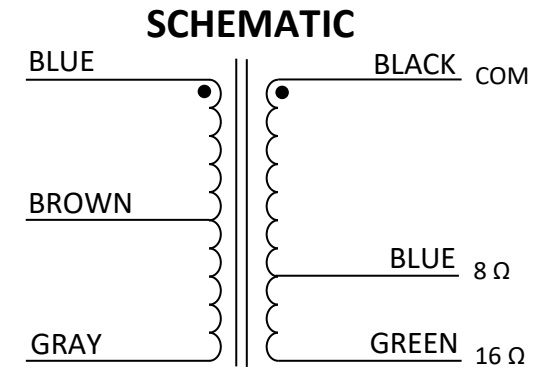 SCHEMATIC
BLUE
BLACK COM
BROWN
BLUE 8 Ω
GRAY
GREEN 16 Ω